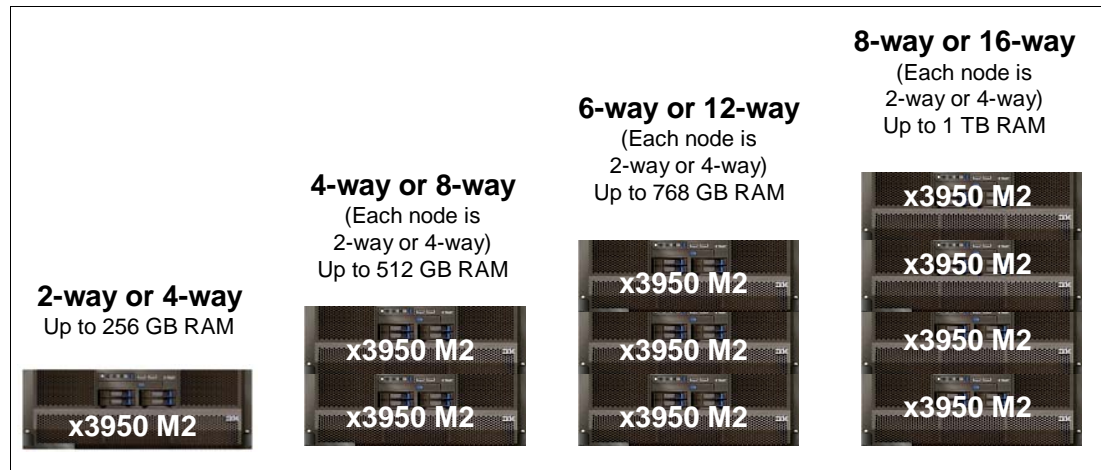 2-way or 4-way
Up to 256 GB RAM
x3950 M2
4-way or 8-way
(Each node is
2-way or 4-way)
Up to 512 GB RAM
x3950 M2
x3950 M2
6-way or 12-way
(Each node is
2-way or 4-way)
Up to 768 GB RAM
x3950 M2
x3950 M2
x3950 M2
8-way or 16-way
(Each node is
2-way or 4-way)
Up to 1 TB RAM
x3950 M2
x3950 M2
x3950 M2
x3950 M2